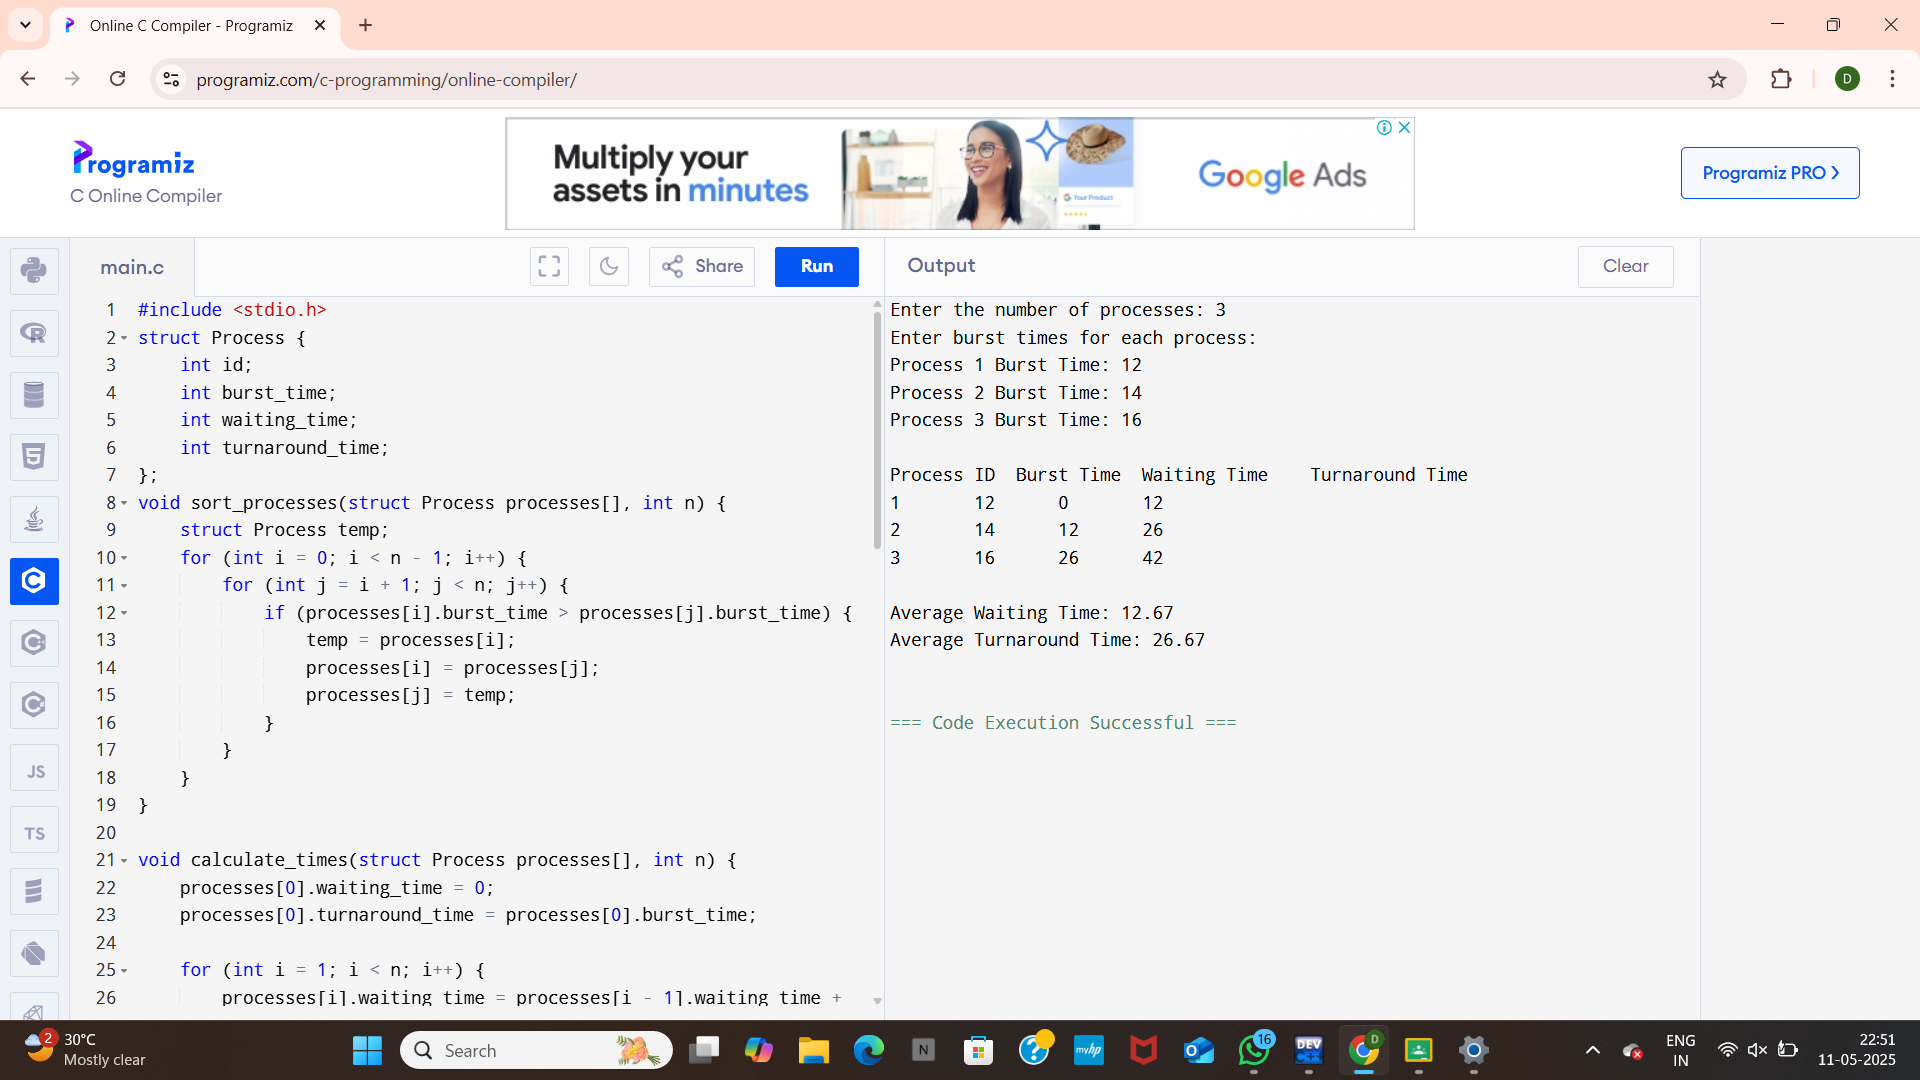 Online C Compiler - Programiz
programiz.com/c-programming/online-compiler/
D
Programiz
C Online Compiler
Multiply your
assets in minutes
Your Product
Google Ads
Programiz PRO
main.c
Share
Run
Output
Clear
1 #include <stdio.h>
2 struct Process {
3     int id;
4     int burst_time;
5     int waiting_time;
6     int turnaround_time;
7 };
8 void sort_processes(struct Process processes[], int n) {
9     struct Process temp;
10     for (int i = 0; i < n - 1; i++) {
11         for (int j = i + 1; j < n; j++) {
12             if (processes[i].burst_time > processes[j].burst_time) {
13                 temp = processes[i];
14                 processes[i] = processes[j];
15                 processes[j] = temp;
16             }
17         }
18     }
19 }
20
21 void calculate_times(struct Process processes[], int n) {
22     processes[0].waiting_time = 0;
23     processes[0].turnaround_time = processes[0].burst_time;
24
25     for (int i = 1; i < n; i++) {
26         processes[i].waiting_time = processes[i - 1].waiting_time +
Enter the number of processes: 3
Enter burst times for each process:
Process 1 Burst Time: 12
Process 2 Burst Time: 14
Process 3 Burst Time: 16
Process ID  Burst Time  Waiting Time    Turnaround Time
1       12      0       12
2       14      12      26
3       16      26      42
Average Waiting Time: 12.67
Average Turnaround Time: 26.67
=== Code Execution Successful ===
JS
TS
2
30°C
Mostly clear
Search
N
myhp
16
DEV
D
ENG
IN
22:51
11-05-2025